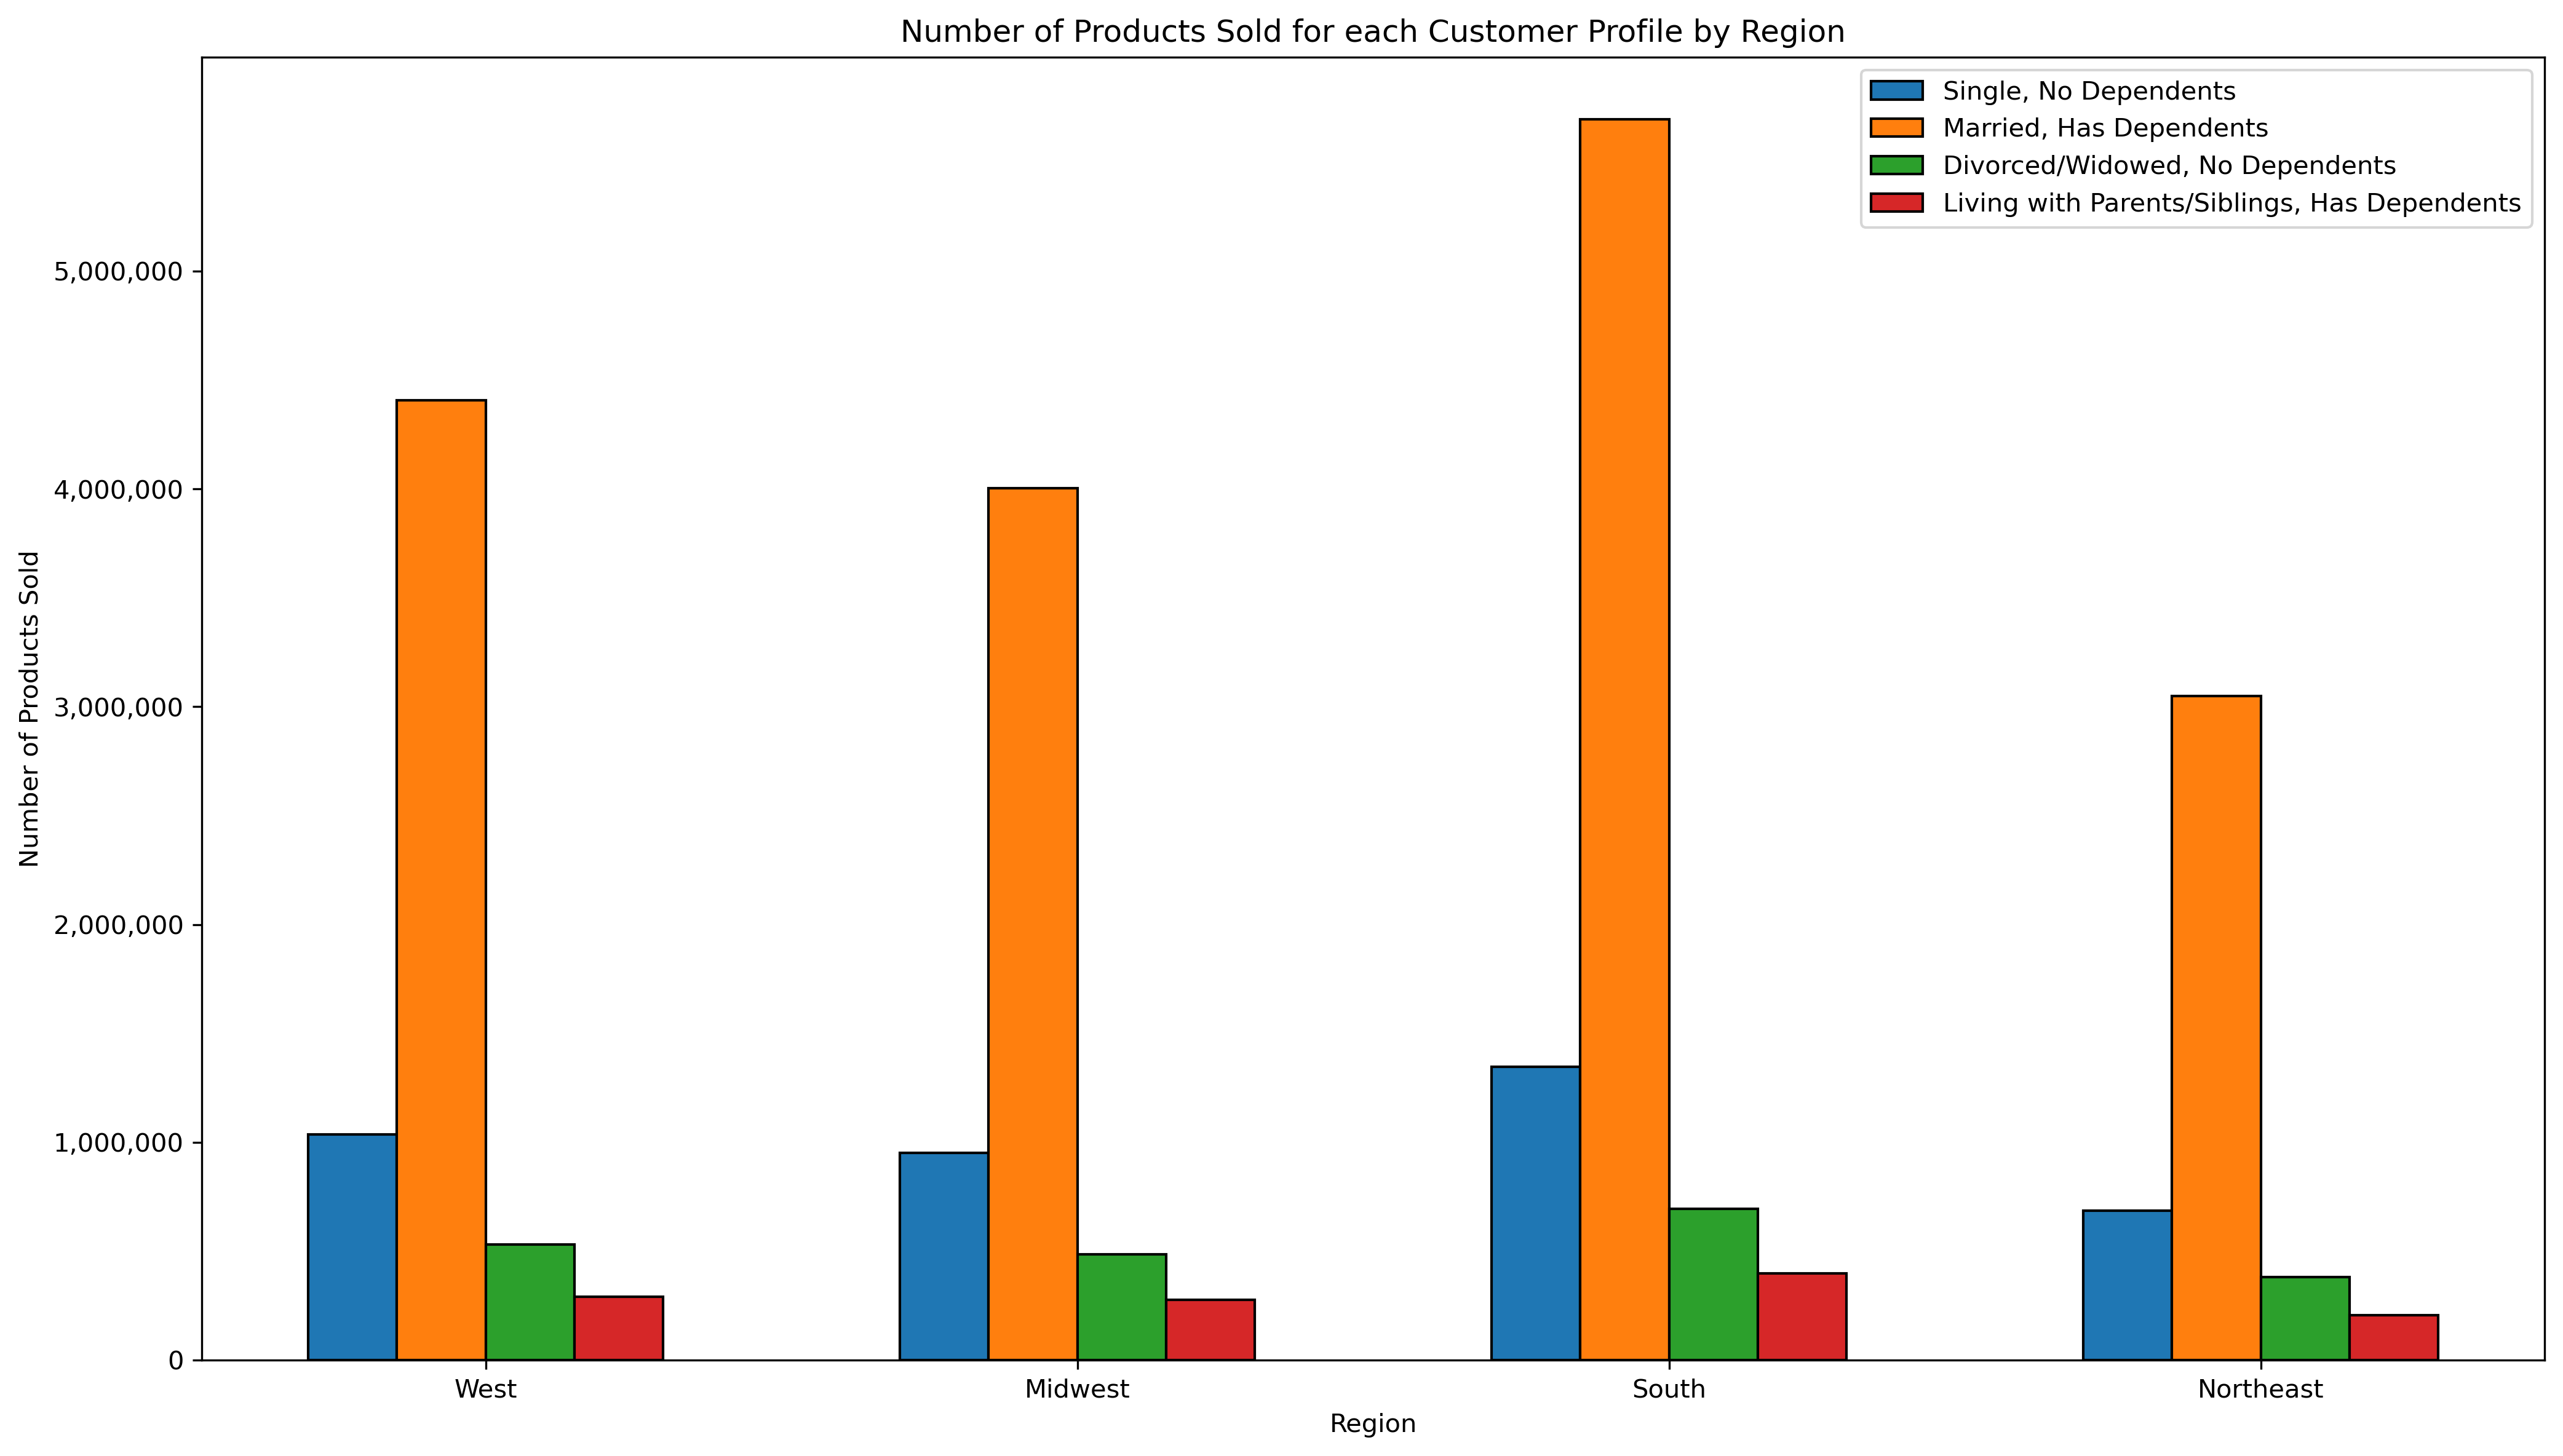 Number of Products Sold for each Customer Profile by Region
Single, No Dependents
Married, Has Dependents
Divorced/Widowed, No Dependents
Living with Parents/Siblings, Has Dependents
Number of Products Sold
5,000,000
4,000,000
3,000,000
2,000,000
1,000,000
0
West
Midwest
South
Northeast
Region